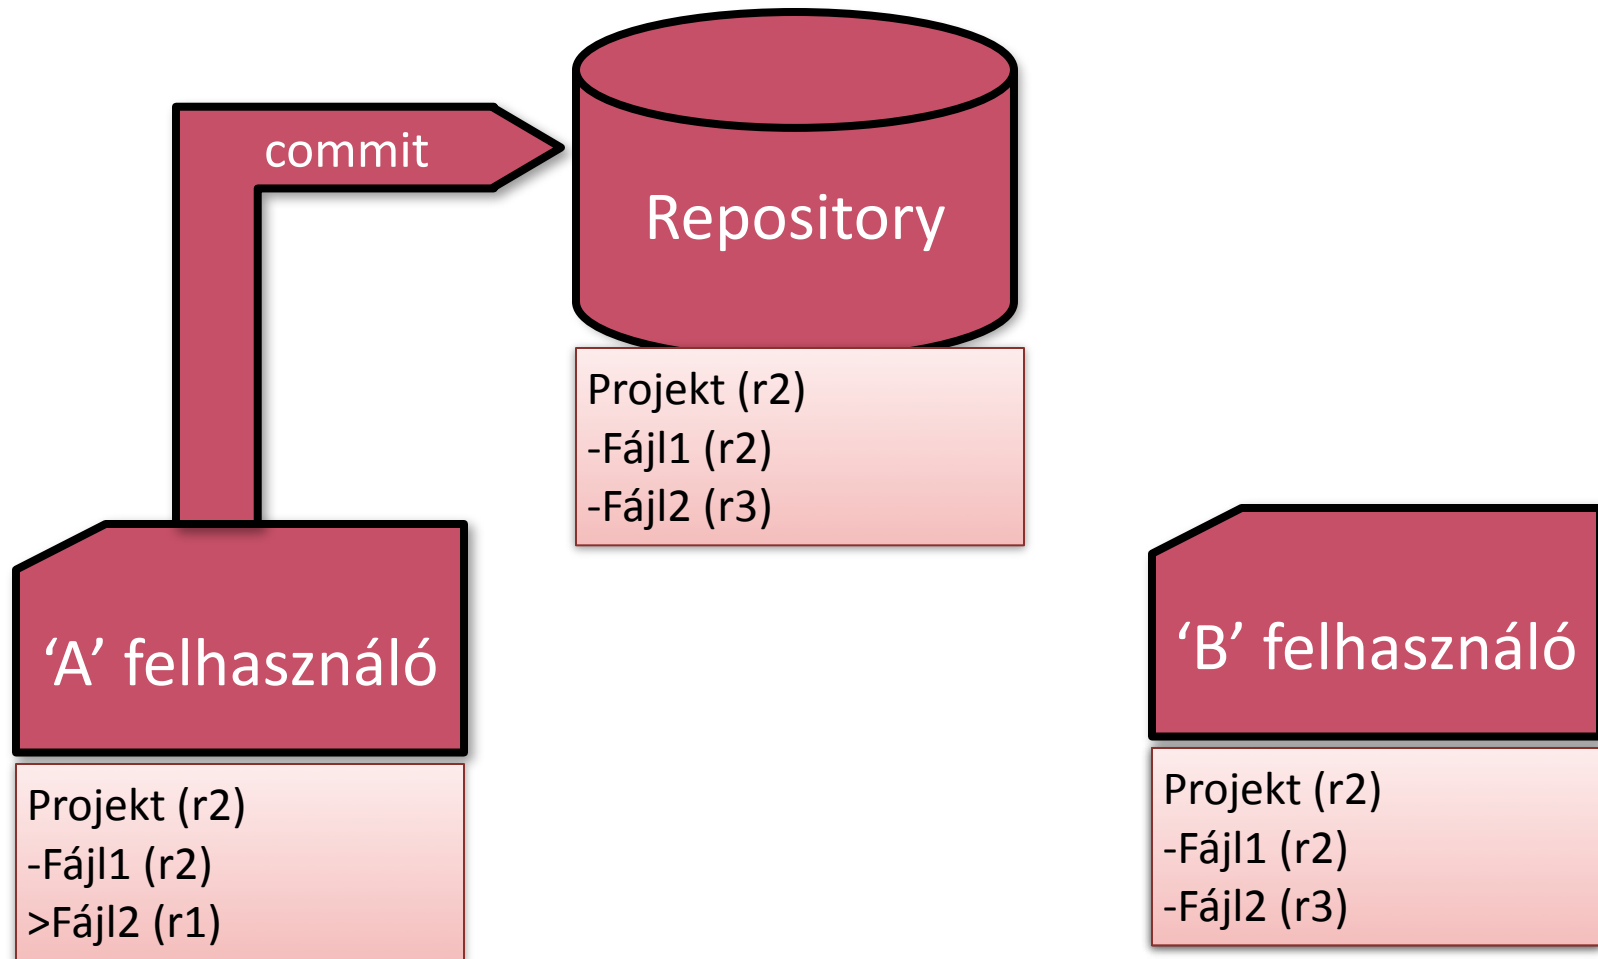 commit
Repository
Projekt (r2)
-Fájl1 (r2)
-Fájl2 (r3)
‘A’ felhasználó
Projekt (r2)
-Fájl1 (r2)
>Fájl2 (r1)
‘B’ felhasználó
Projekt (r2)
-Fájl1 (r2)
-Fájl2 (r3)